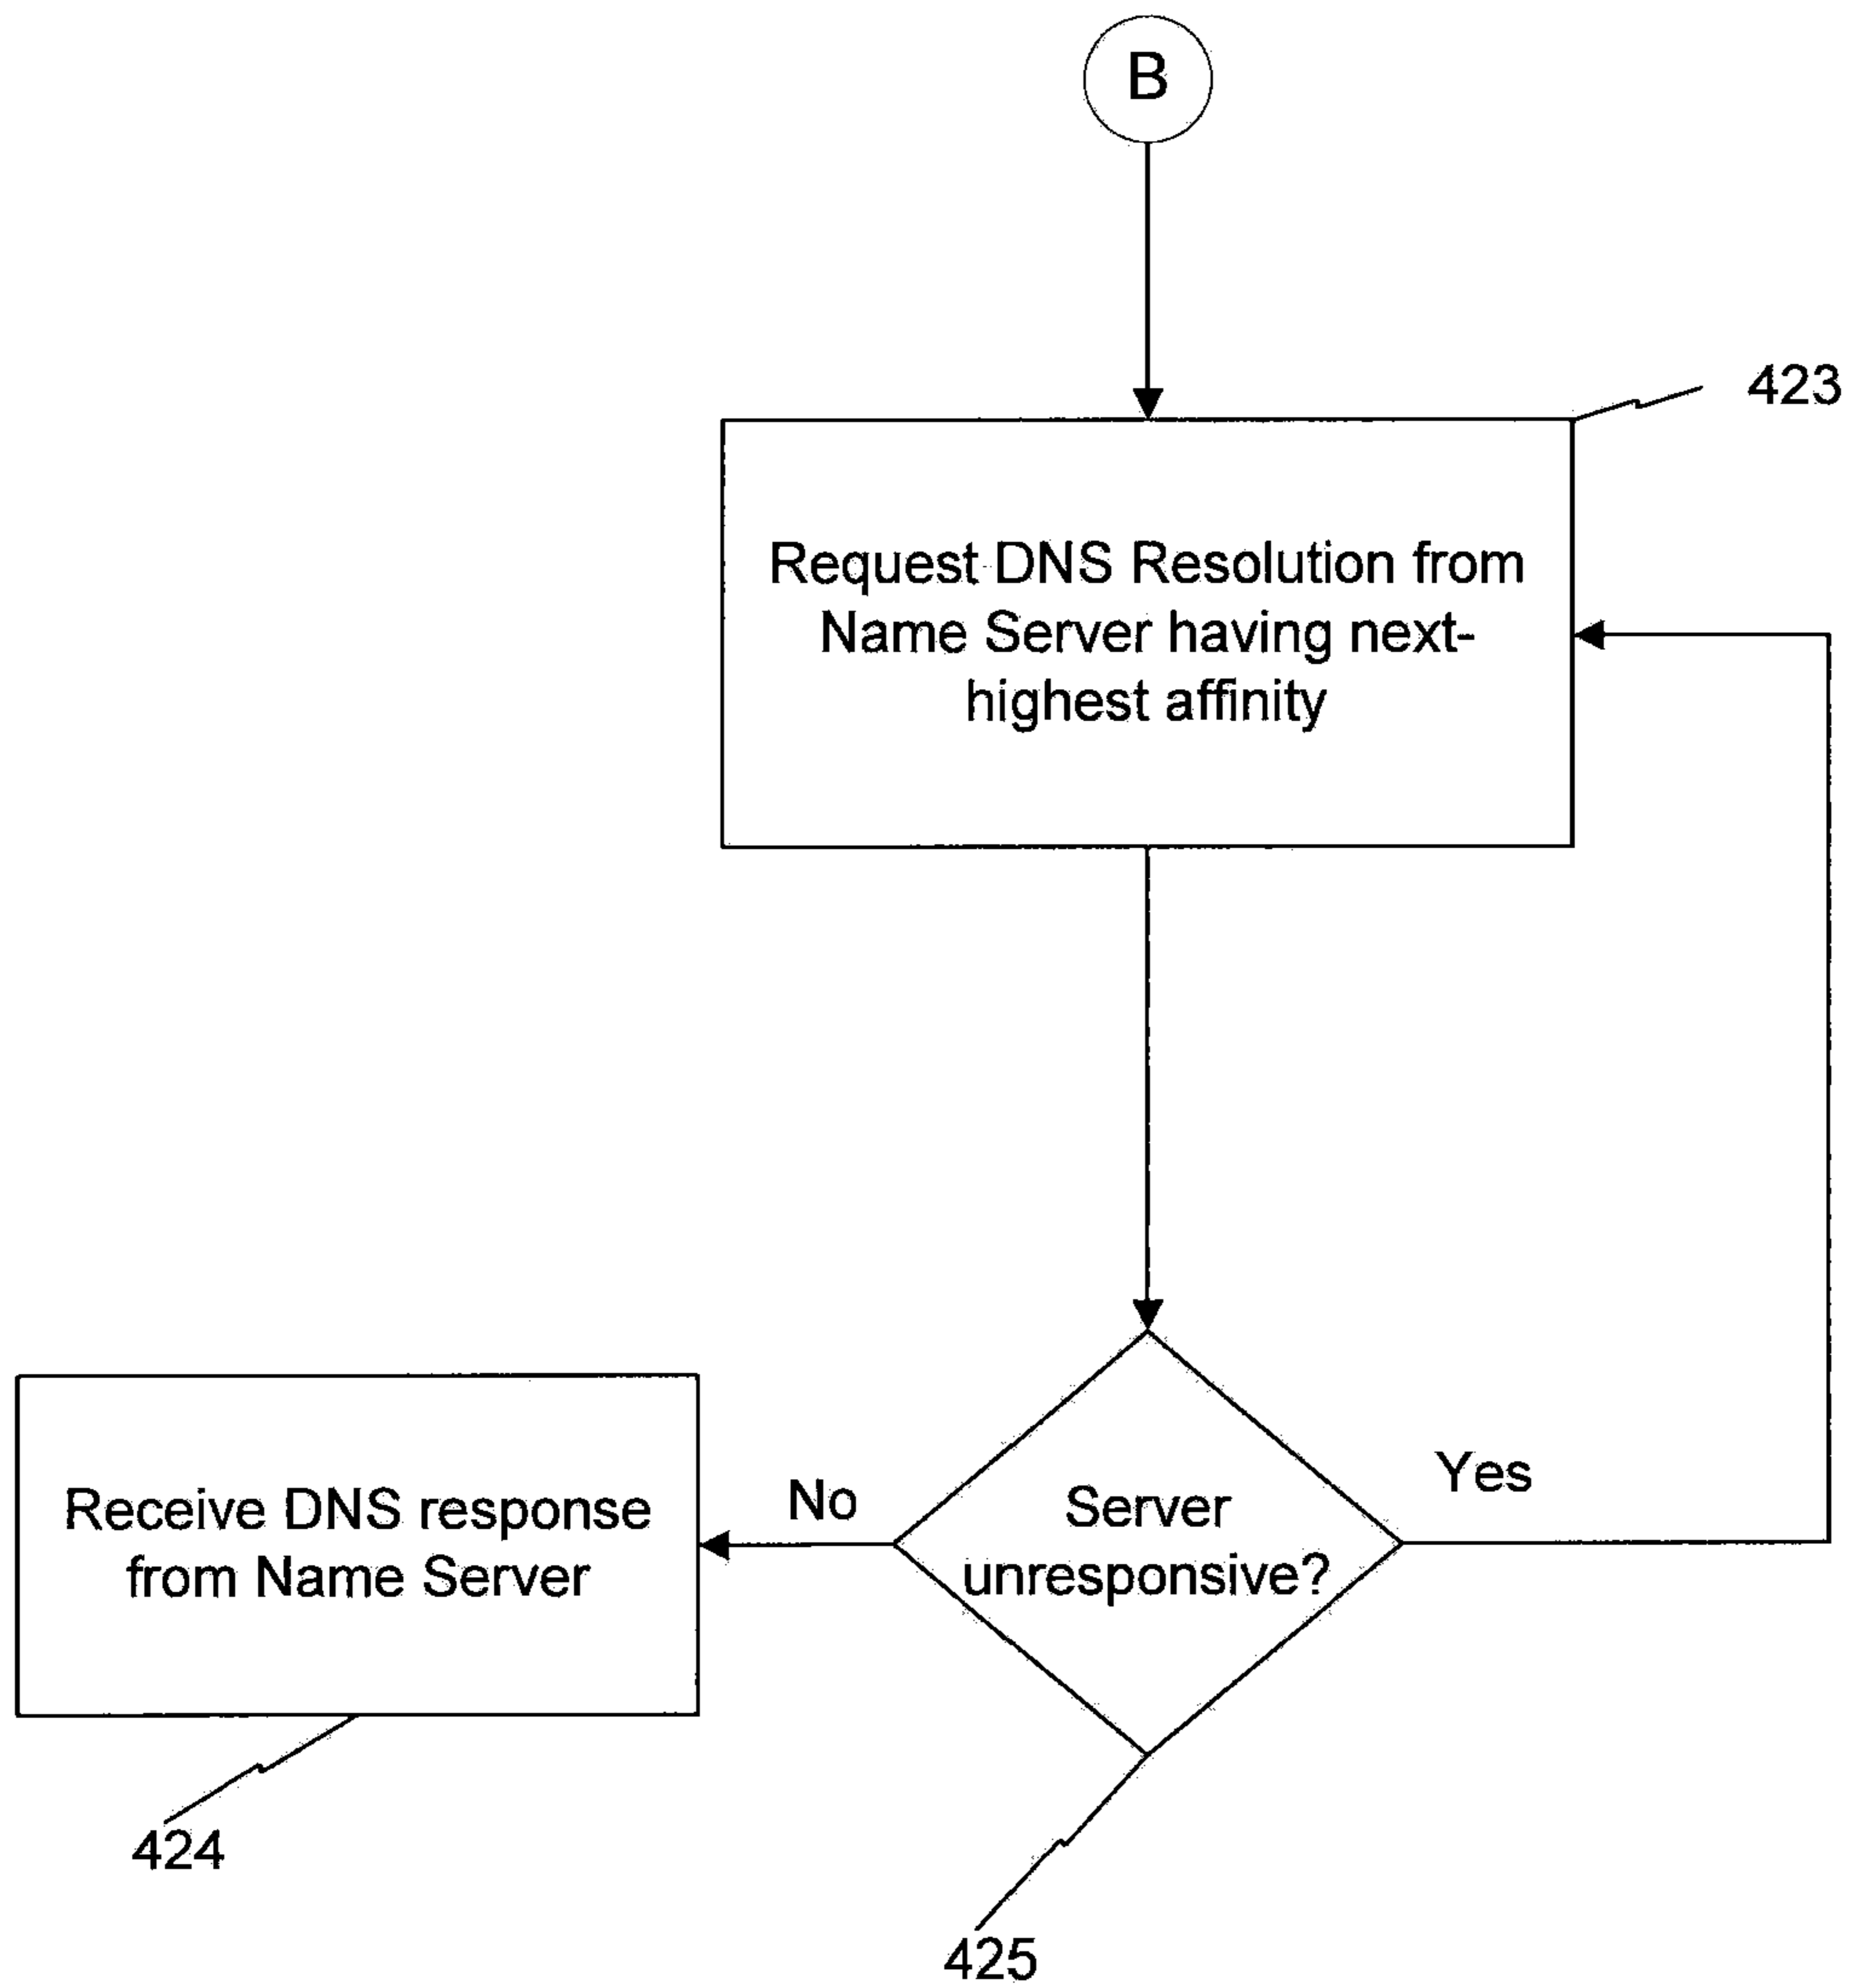 B
423
Request DNS Resolution from
Name Server having next-
highest affinity
Yes
No
Server
unresponsive?
Receive DNS response
from Name Server
424
425